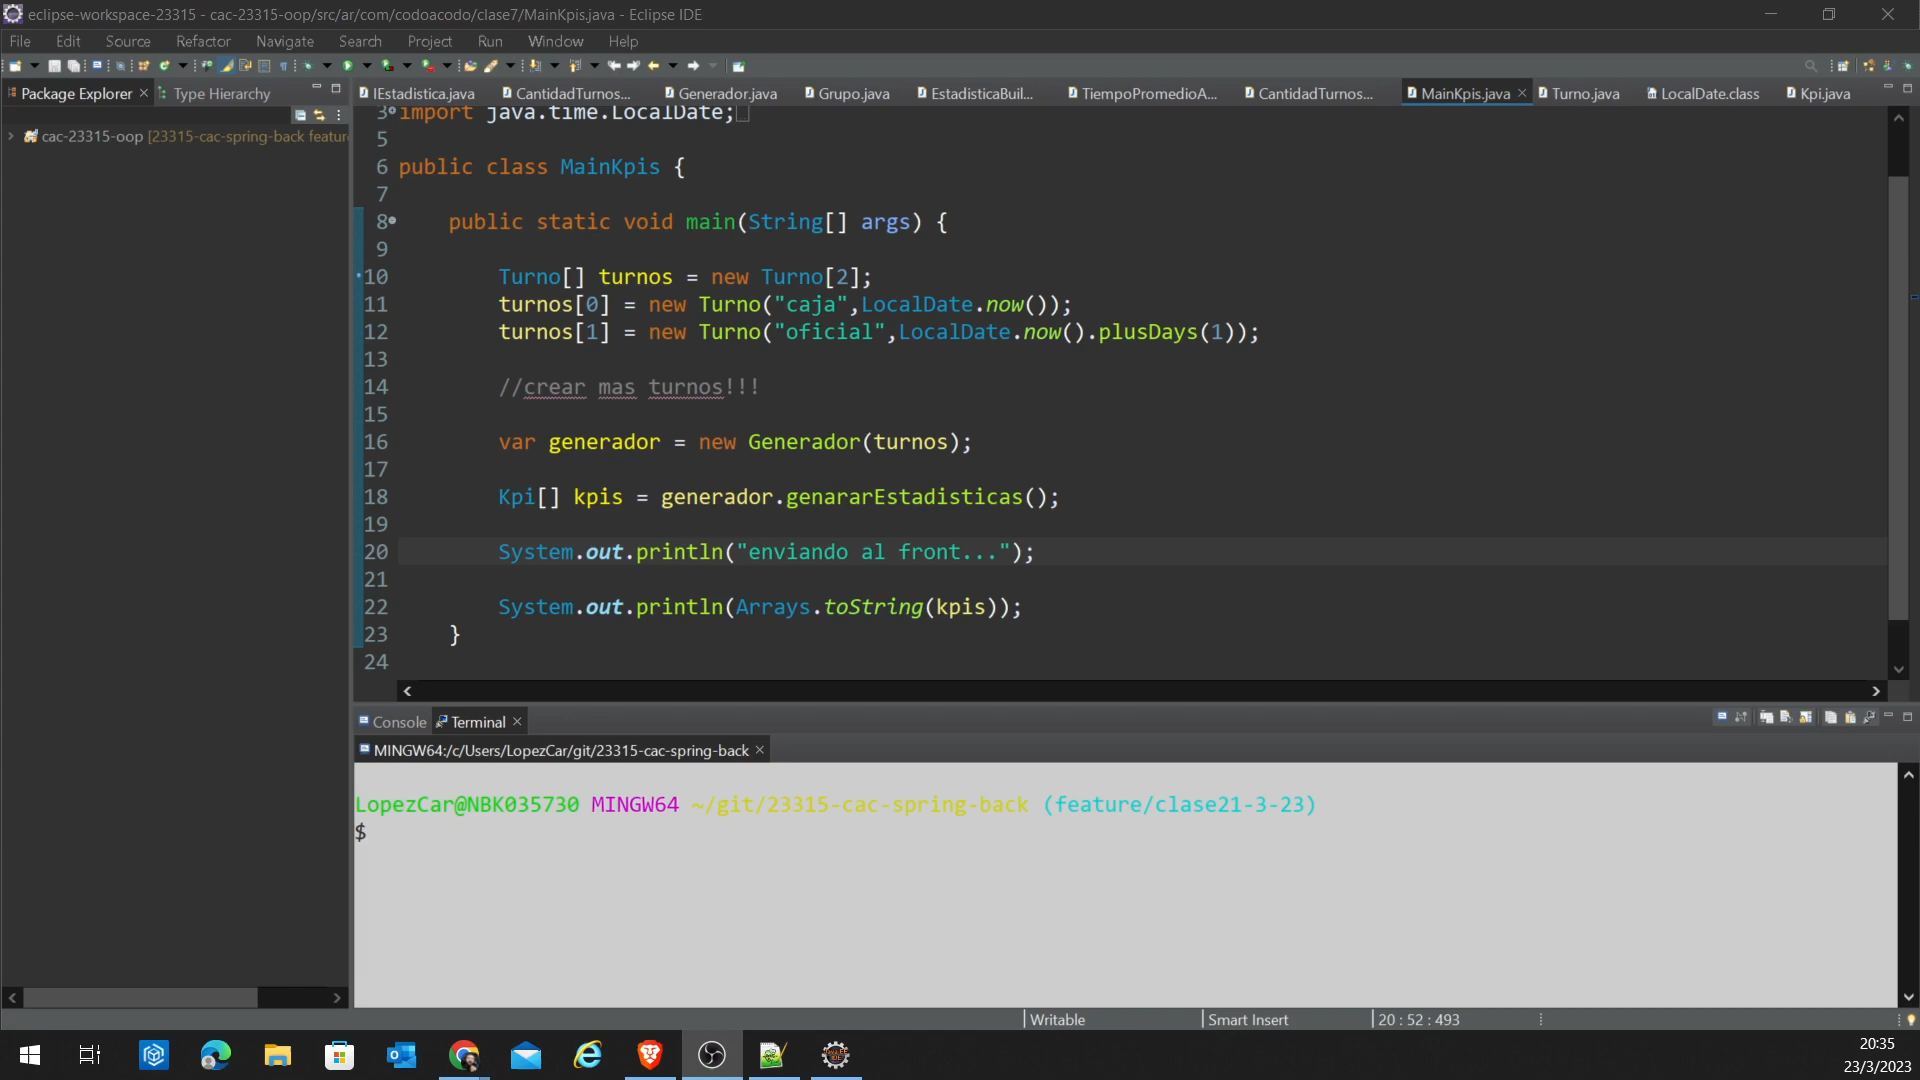 eclipse-workspace-23315 - cac-23315-oop/src/ar/com/codoacodo/clase7/MainKpis.java - Eclipse IDE
File Edit Source Refactor Navigate Search Project Run Window Help
Package Explorer Type Hierarchy IEstadistica.java CantidadTurnos... Generador.java Grupo.java EstadisticaBuil... TiempoPromedioA... CantidadTurnos... MainKpis.java Turno.java LocalDate.class Kpi.java
cac-23315-oop [23315-cac-spring-back featur
3 import java.time.LocalDate;
5
6 public class MainKpis {
7
8 public static void main(String[] args) {
9
10 Turno[] turnos = new Turno[2];
11 turnos[0] = new Turno("caja",LocalDate.now());
12 turnos[1] = new Turno("oficial",LocalDate.now().plusDays(1));
13
14 //crear mas turnos!!!
15
16 var generador = new Generador(turnos);
17
18 Kpi[] kpis = generador.genararEstadisticas();
19
20 System.out.println("enviando al front...");
21
22 System.out.println(Arrays.toString(kpis));
23 }
24
Console Terminal
MINGW64:/c/Users/LopezCar/git/23315-cac-spring-back
LopezCar@NBK035730 MINGW64 ~/git/23315-cac-spring-back (feature/clase21-3-23)
$
Writable Smart Insert 20 : 52 : 493
20:35
23/3/2023